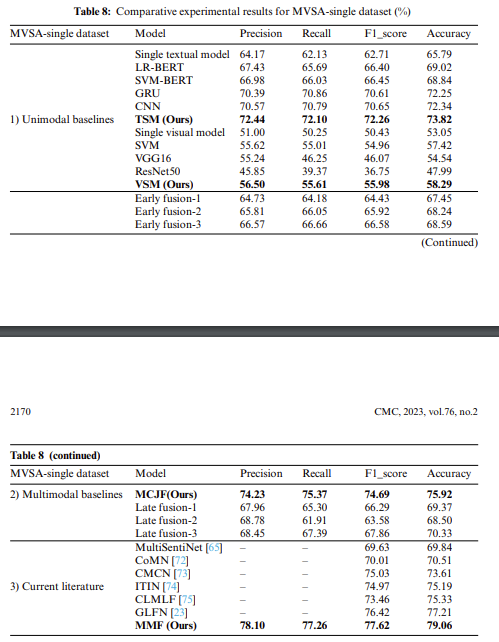 Table 8: Comparative experimental results for MVSA-single dataset (%)
MVSA-single dataset Model Precision Recall F1_score Accuracy
Single textual model 64.17 62.13 62.71 65.79
LR-BERT 67.43 65.69 66.40 69.02
SVM-BERT 66.98 66.03 66.45 68.84
GRU 70.39 70.86 70.61 72.25
CNN 70.57 70.79 70.65 72.34
1) Unimodal baselines TSM (Ours) 72.44 72.10 72.26 73.82
Single visual model 51.00 50.25 50.43 53.05
SVM 55.62 55.01 54.96 57.42
VGG16 55.24 46.25 46.07 54.54
ResNet50 45.85 39.37 36.75 47.99
VSM (Ours) 56.50 55.61 55.98 58.29
Early fusion-1 64.73 64.18 64.43 67.45
Early fusion-2 65.81 66.05 65.92 68.24
Early fusion-3 66.57 66.66 66.58 68.59
(Continued)
2170 CMC, 2023, vol.76, no.2
Table 8 (continued)
MVSA-single dataset Model Precision Recall F1_score Accuracy
2) Multimodal baselines MCJF(Ours) 74.23 75.37 74.69 75.92
Late fusion-1 67.96 65.30 66.29 69.37
Late fusion-2 68.78 61.91 63.58 68.50
Late fusion-3 68.45 67.39 67.86 70.33
MultiSentiNet [65] – – 69.63 69.84
CoMN [72] – – 70.01 70.51
3) Current literature CMCN [73] – – 75.03 73.61
ITIN [74] – – 74.97 75.19
CLMLF [75] – – 73.46 75.33
GLFN [23] – – 76.42 77.21
MMF (Ours) 78.10 77.26 77.62 79.06